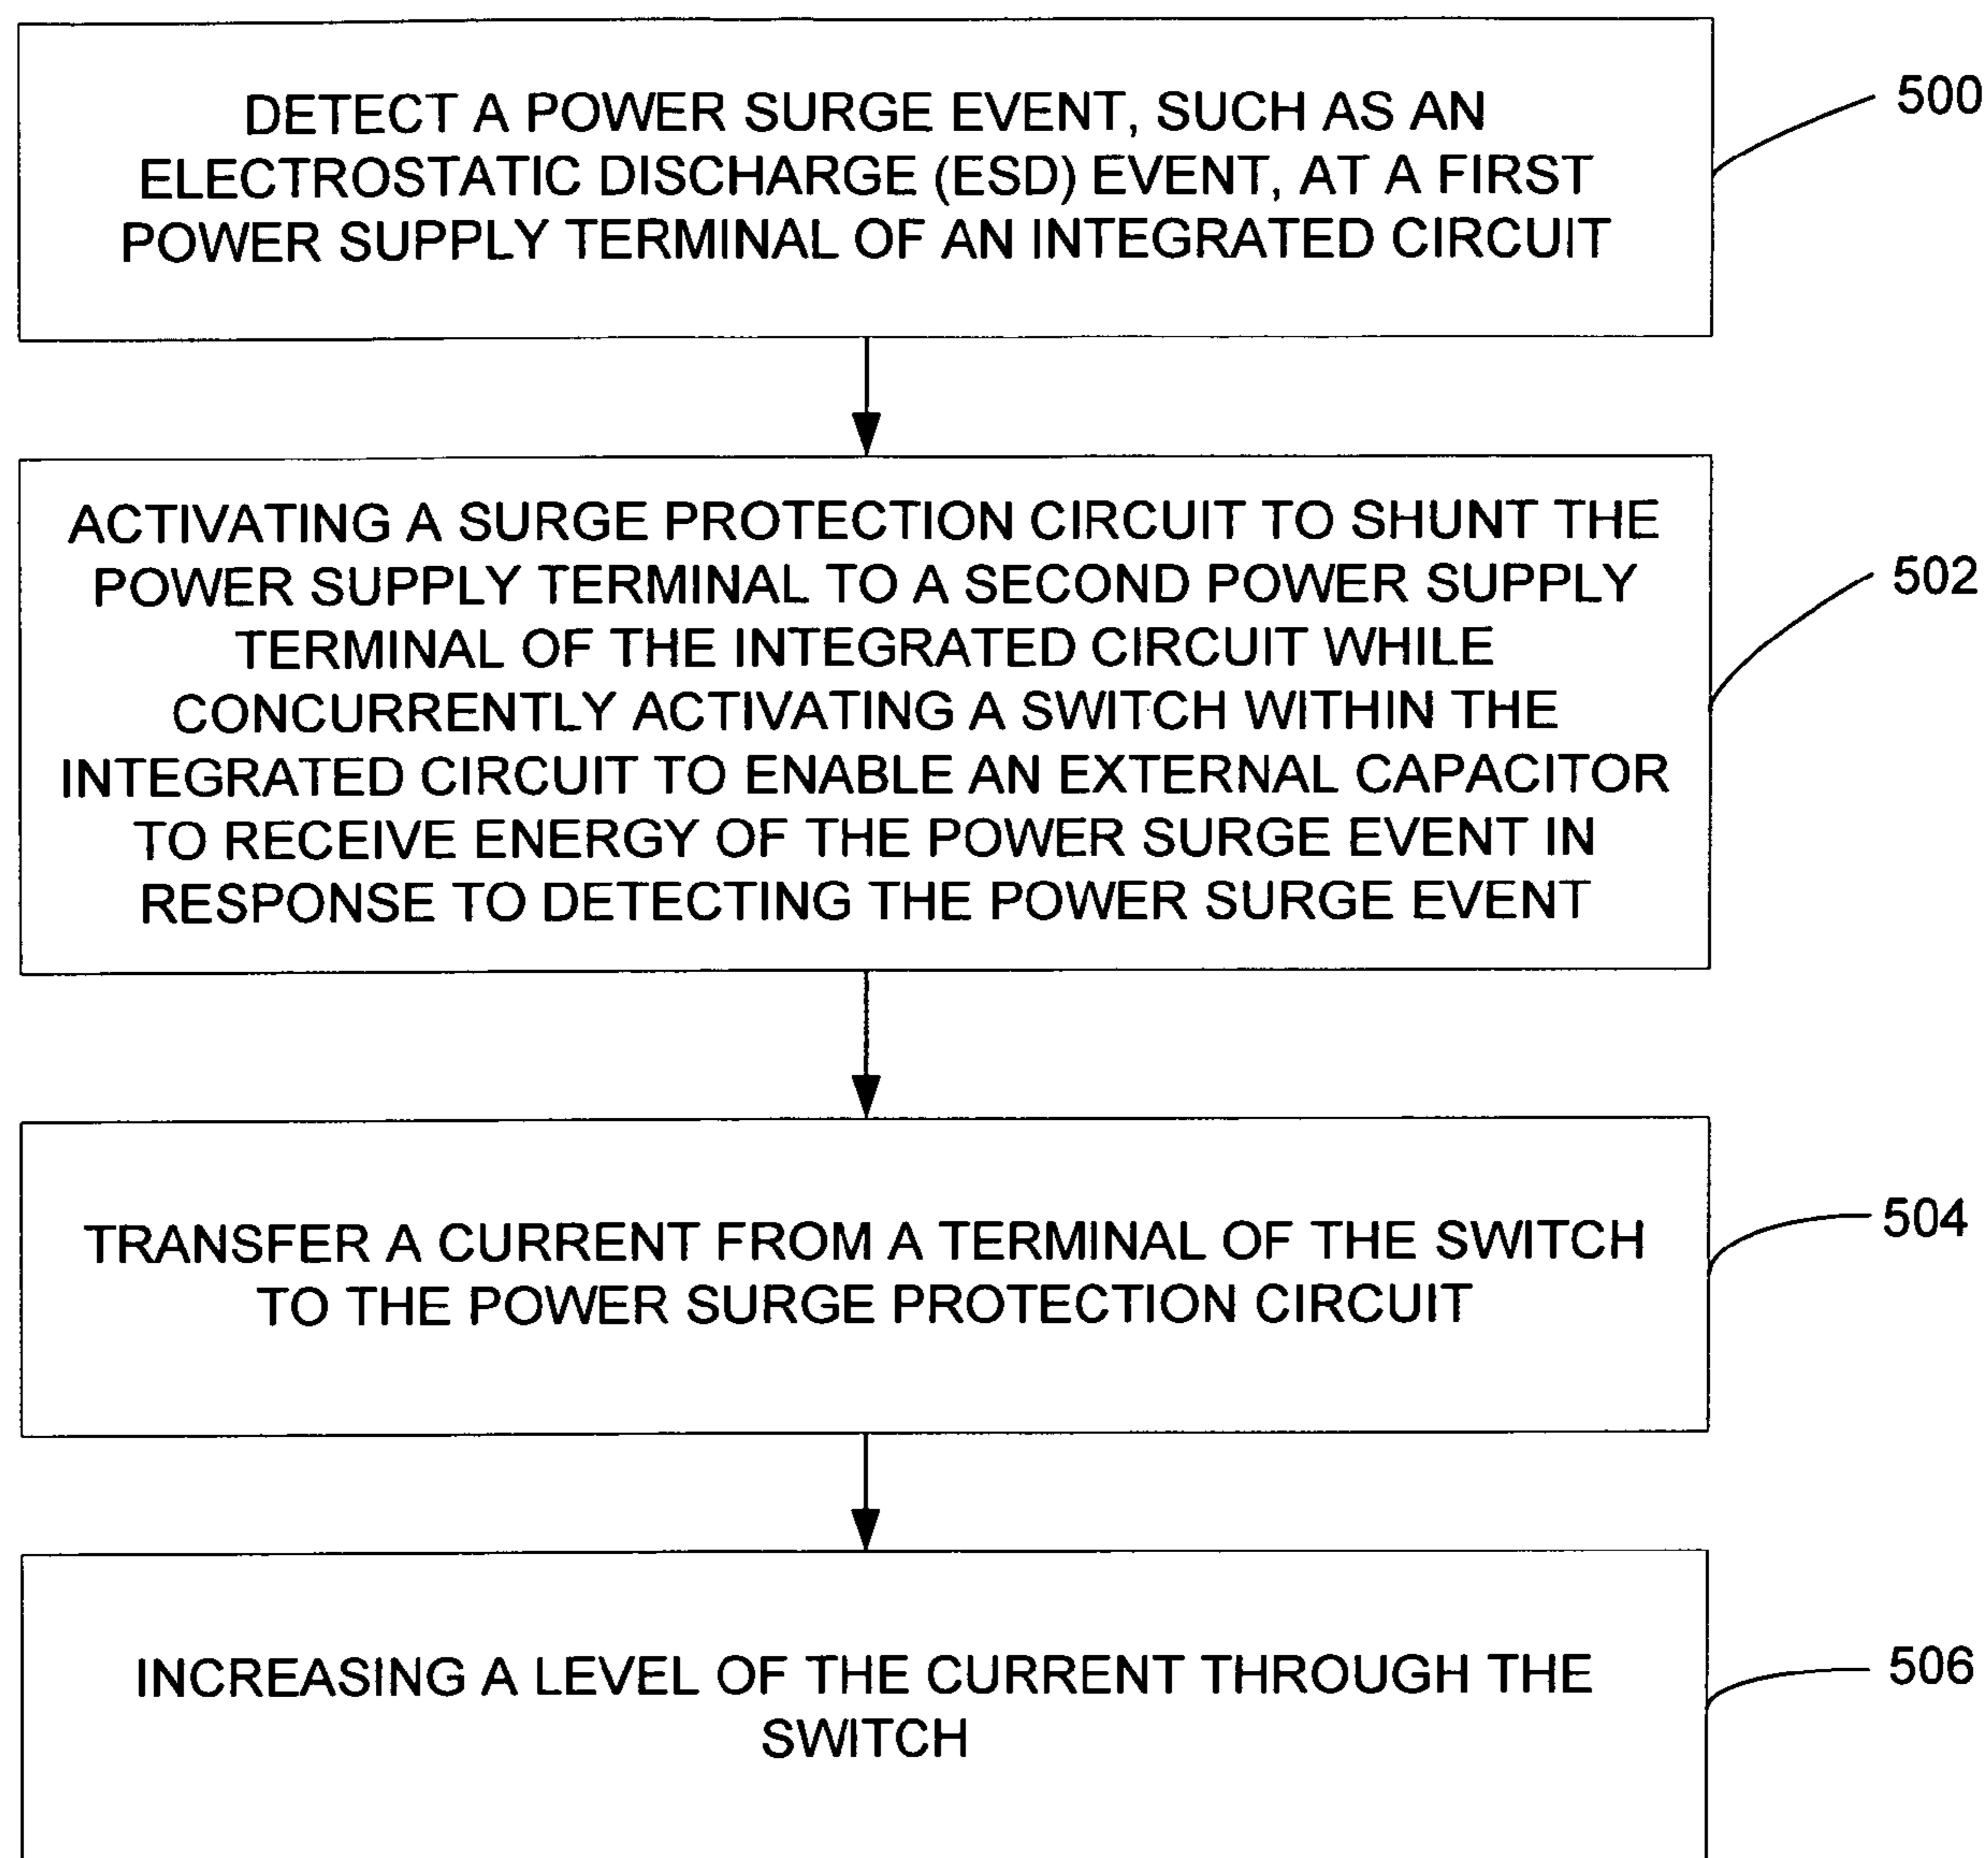 DETECT A POWER SURGE EVENT, SUCH AS AN
ELECTROSTATIC DISCHARGE (ESD) EVENT, AT A FIRST
POWER SUPPLY TERMINAL OF AN INTEGRATED CIRCUIT
500
ACTIVATING A SURGE PROTECTION CIRCUIT TO SHUNT THE
POWER SUPPLY TERMINAL TO A SECOND POWER SUPPLY
TERMINAL OF THE INTEGRATED CIRCUIT WHILE
CONCURRENTLY ACTIVATING A SWITCH WITHIN THE
INTEGRATED CIRCUIT TO ENABLE AN EXTERNAL CAPACITOR
TO RECEIVE ENERGY OF THE POWER SURGE EVENT IN
RESPONSE TO DETECTING THE POWER SURGE EVENT
502
TRANSFER A CURRENT FROM A TERMINAL OF THE SWITCH
TO THE POWER SURGE PROTECTION CIRCUIT
504
INCREASING A LEVEL OF THE CURRENT THROUGH THE
SWITCH
506